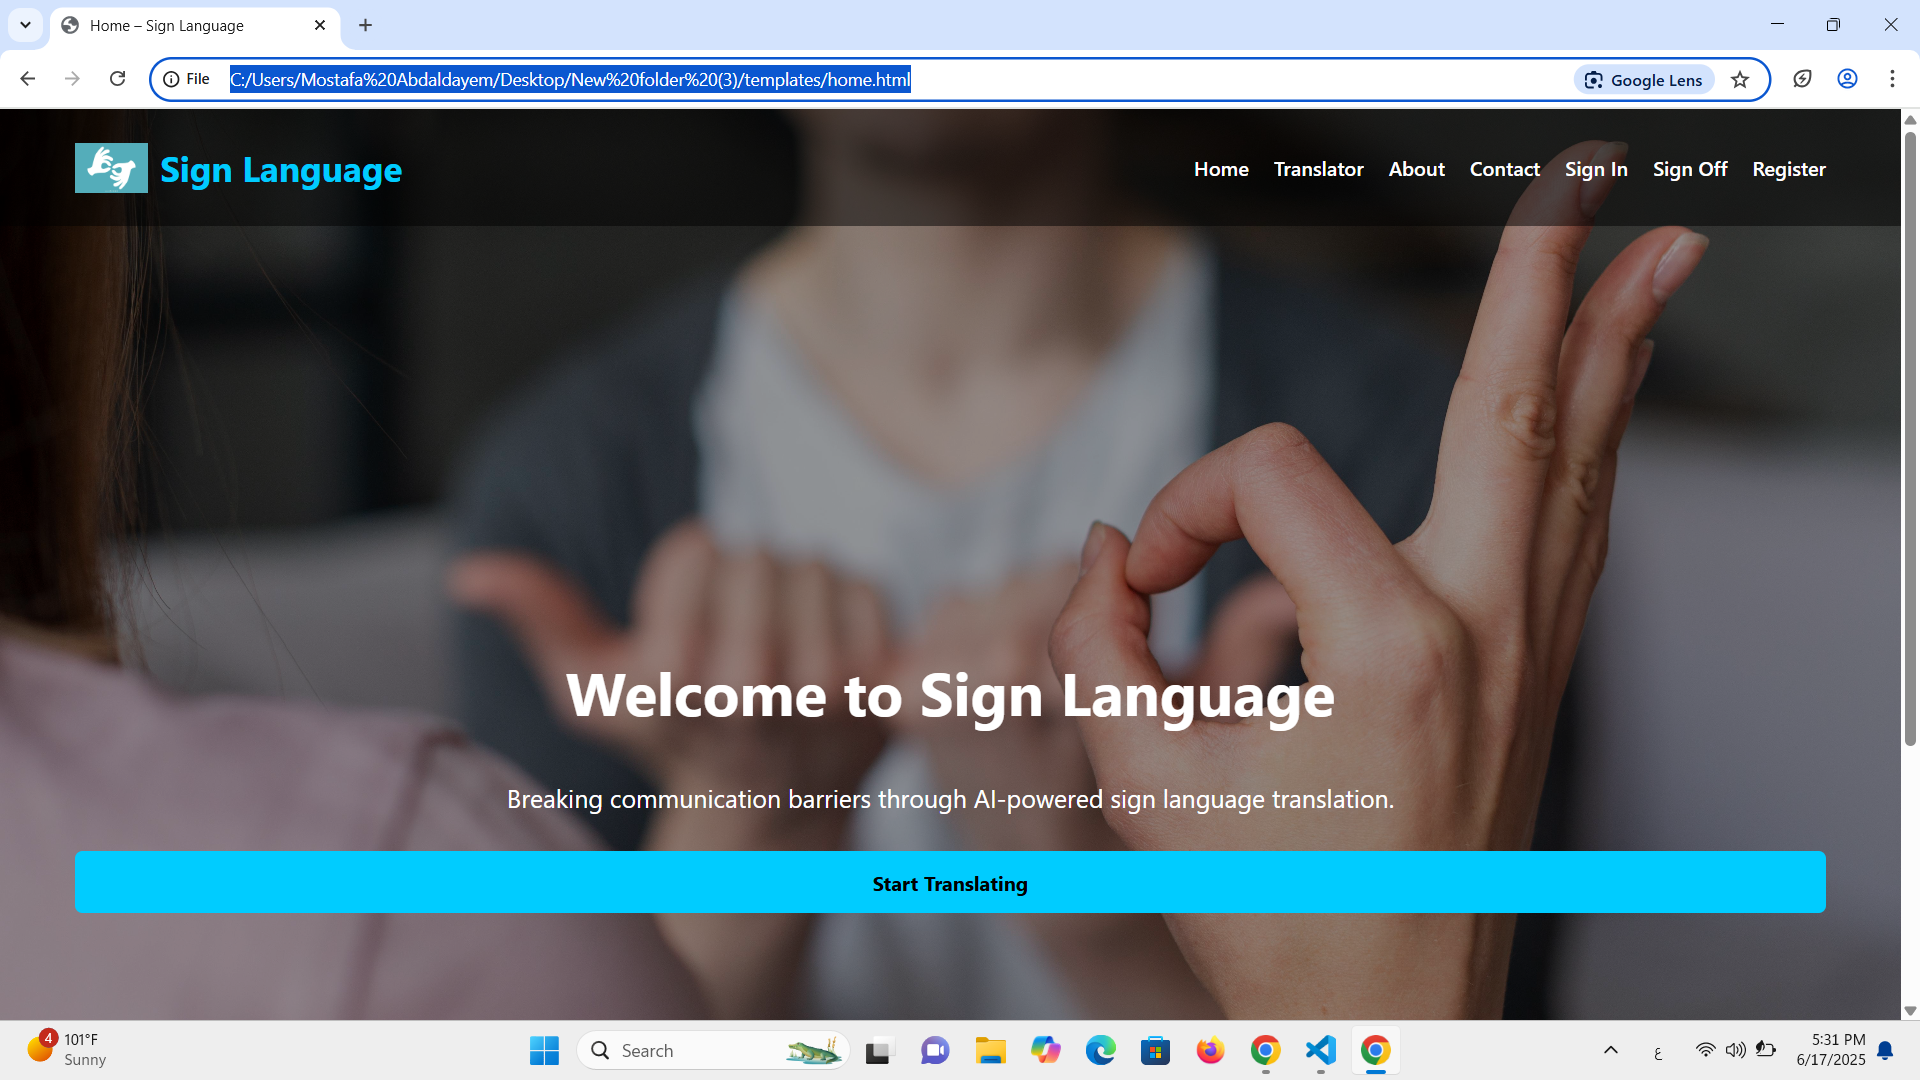 Home – Sign Language
File
C:/Users/Mostafa%20Abdaldayem/Desktop/New%20folder%20(3)/templates/home.html
Google Lens
Sign Language
Home
Translator
About
Contact
Sign In
Sign Off
Register
Welcome to Sign Language
Breaking communication barriers through AI-powered sign language translation.
Start Translating
4
101°F
Sunny
Search
ع
5:31 PM
6/17/2025